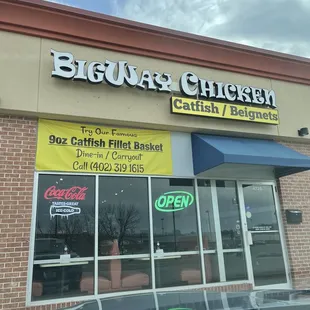 BIGWAY CHICKEN
Catfish / Beignets
Try Our Famous
9oz Catfish Fillet Basket
Dine-in / Carryout
Call (402) 319 1615
Coca-Cola
OPEN